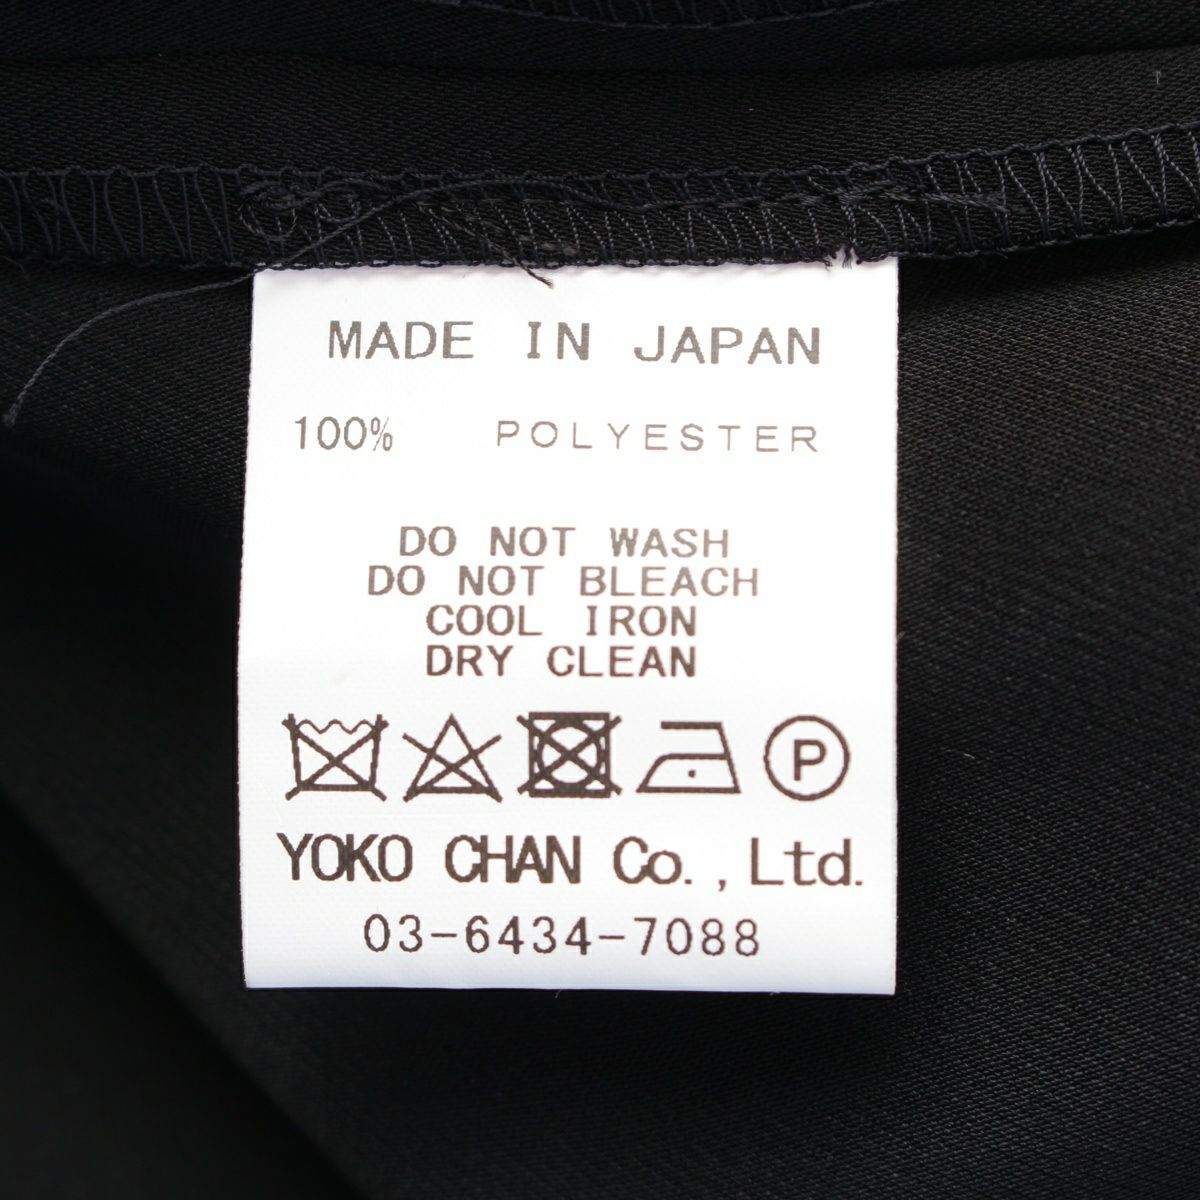 MADE IN JAPAN
100% POLYESTER
DO NOT WASH
DO NOT BLEACH
COOL IRON
DRY CLEAN
P
YOKO CHAN Co., Ltd.
03-6434-7088